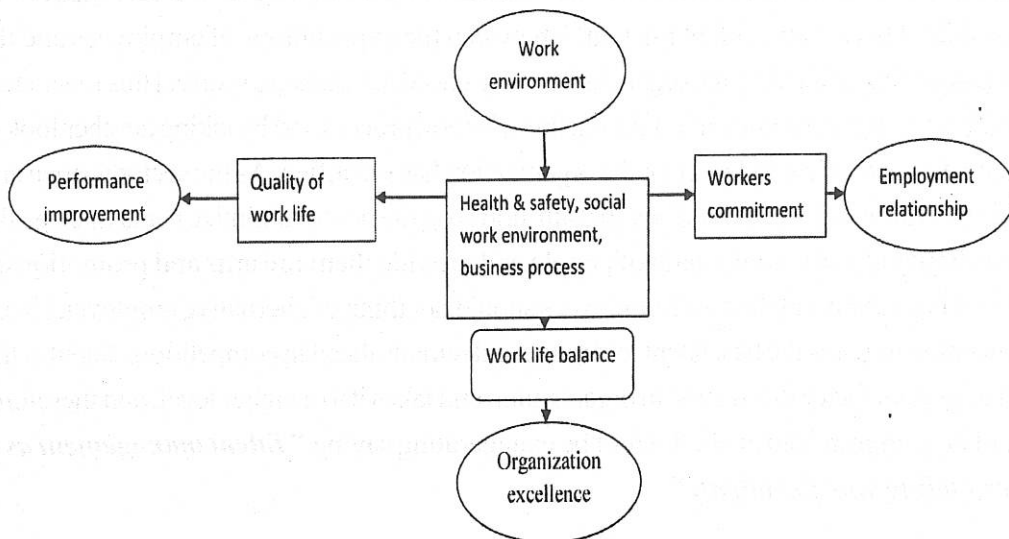 Work
environment
Performance
improvement
Quality of
work life
Health & safety, social
work environment,
business process
Workers
commitment
Employment
relationship
Work life balance
Organization
excellence